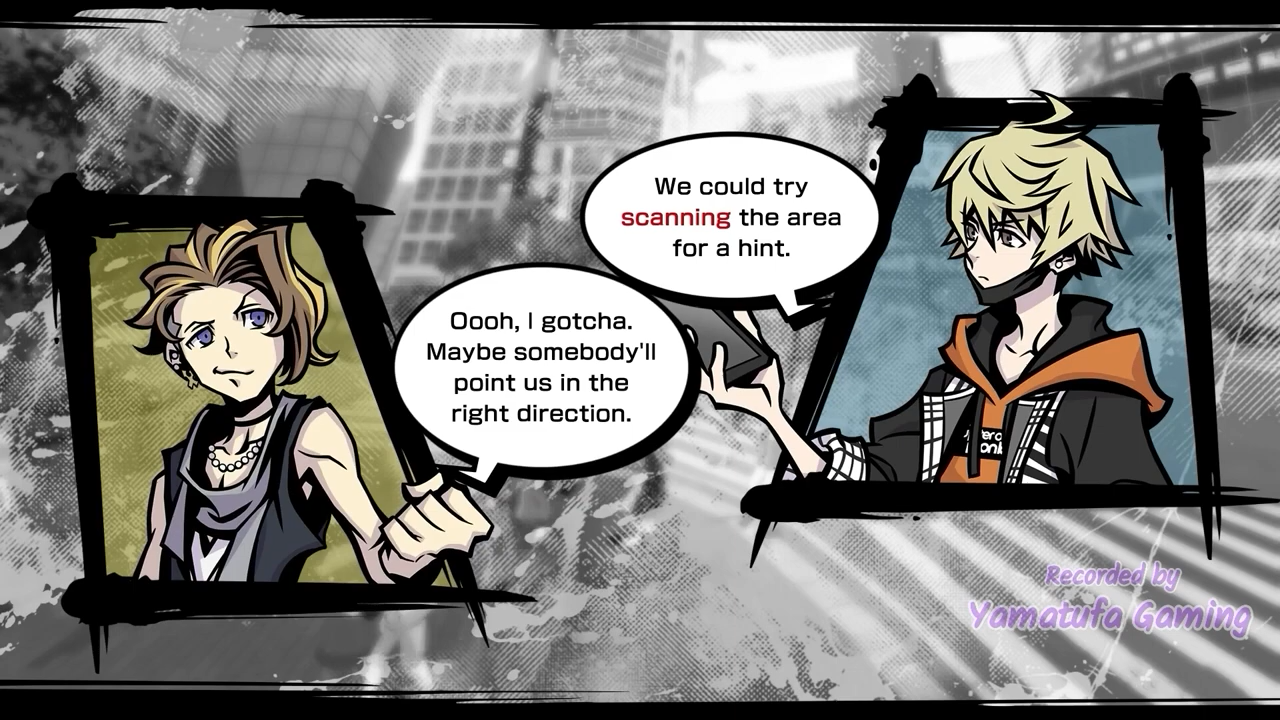 We could try
scanning the area
for a hint.
Oooh, I gotcha.
Maybe somebody'll
point us in the
right direction.
Recorded by
Yamatufa Gaming